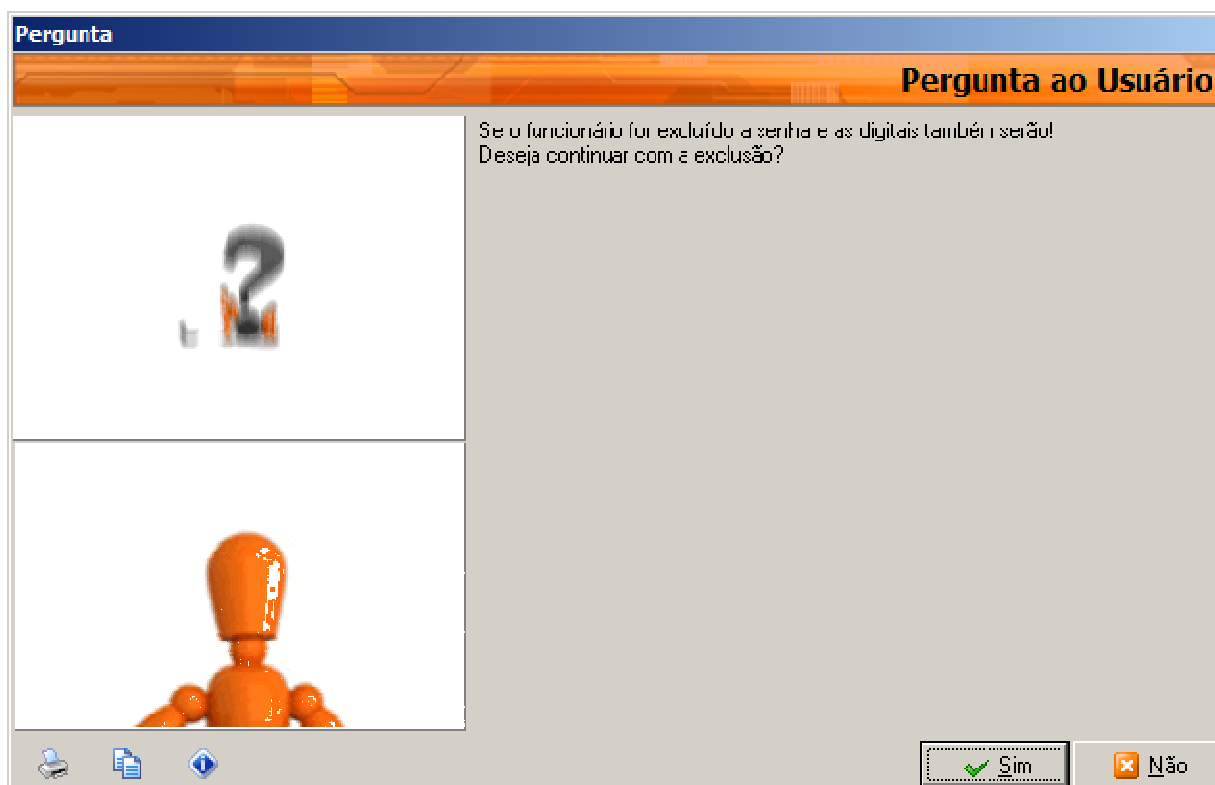 Pergunta
Pergunta ao Usuário
Se o funcionário for excluído a senha e as digitais também serão!
Deseja continuar com a exclusão?
Sim
Não